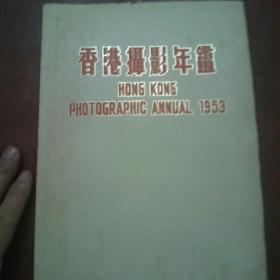 香港攝影年鑑
HONG KONG
PHOTOGRAPHIC ANNUAL 1953